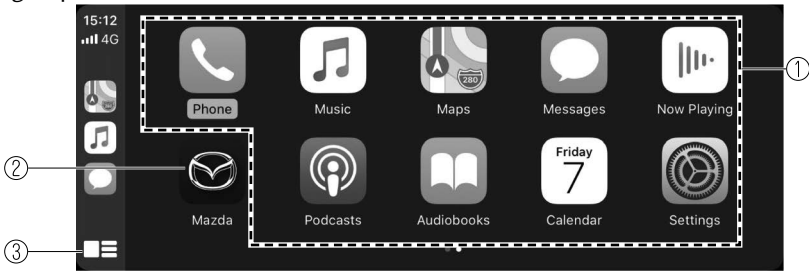 15:12
4G
280
Phone
Music
Maps
Messages
Now Playing
①
②
Friday
7
Mazda
Podcasts
Audiobooks
Calendar
Settings
③